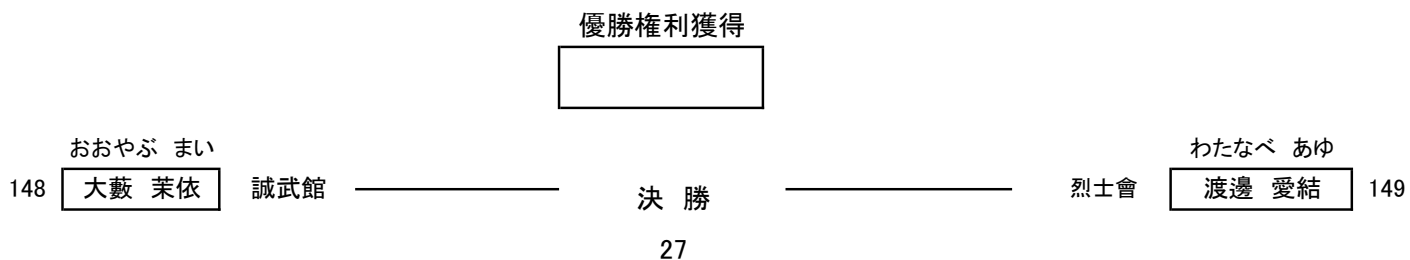 優勝権利獲得
おおやぶ まい
わたなべ あゆ
148 大藪 茉依 誠武館 決 勝 烈士會 渡邊 愛結 149
27